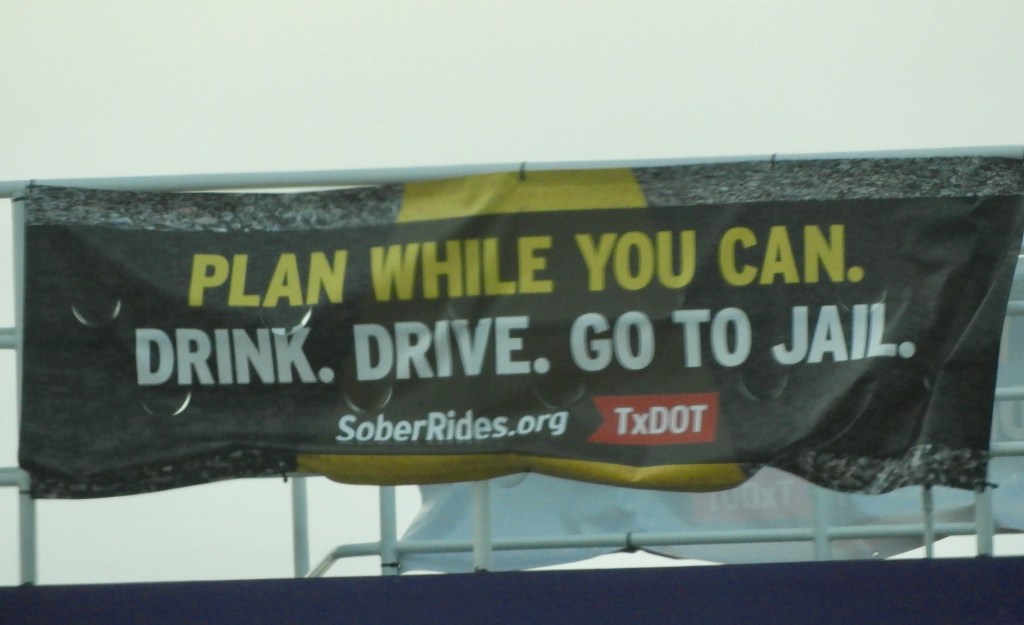 PLAN WHILE YOU CAN.
DRINK. DRIVE. GO TO JAIL.
SoberRides.org TxDOT